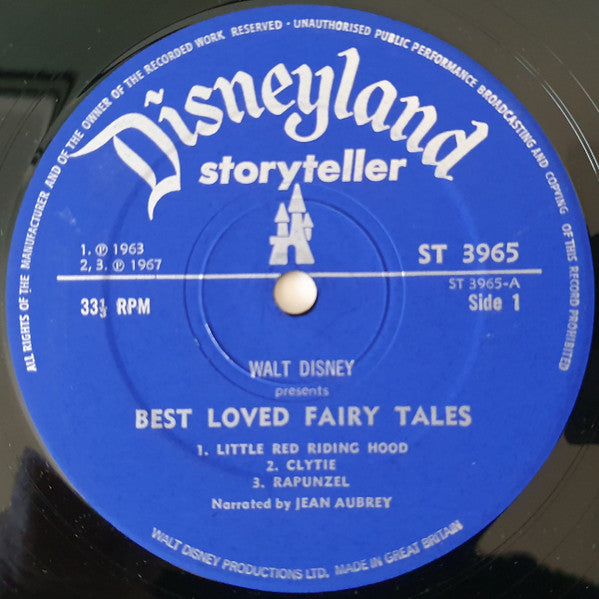 ALL RIGHTS OF THE MANUFACTURER AND OF THE OWNER OF THE RECORDED WORK RESERVED - UNAUTHORISED PUBLIC PERFORMANCE BROADCASTING AND COPYING OF THIS RECORD PROHIBITED
Disneyland
storyteller
1. ℗ 1963
2, 3. ℗ 1967
ST 3965
33⅓ RPM
ST 3965-A
Side 1
WALT DISNEY
presents
BEST LOVED FAIRY TALES
1. LITTLE RED RIDING HOOD
2. CLYTIE
3. RAPUNZEL
Narrated by JEAN AUBREY
WALT DISNEY PRODUCTIONS LTD. MADE IN GREAT BRITAIN